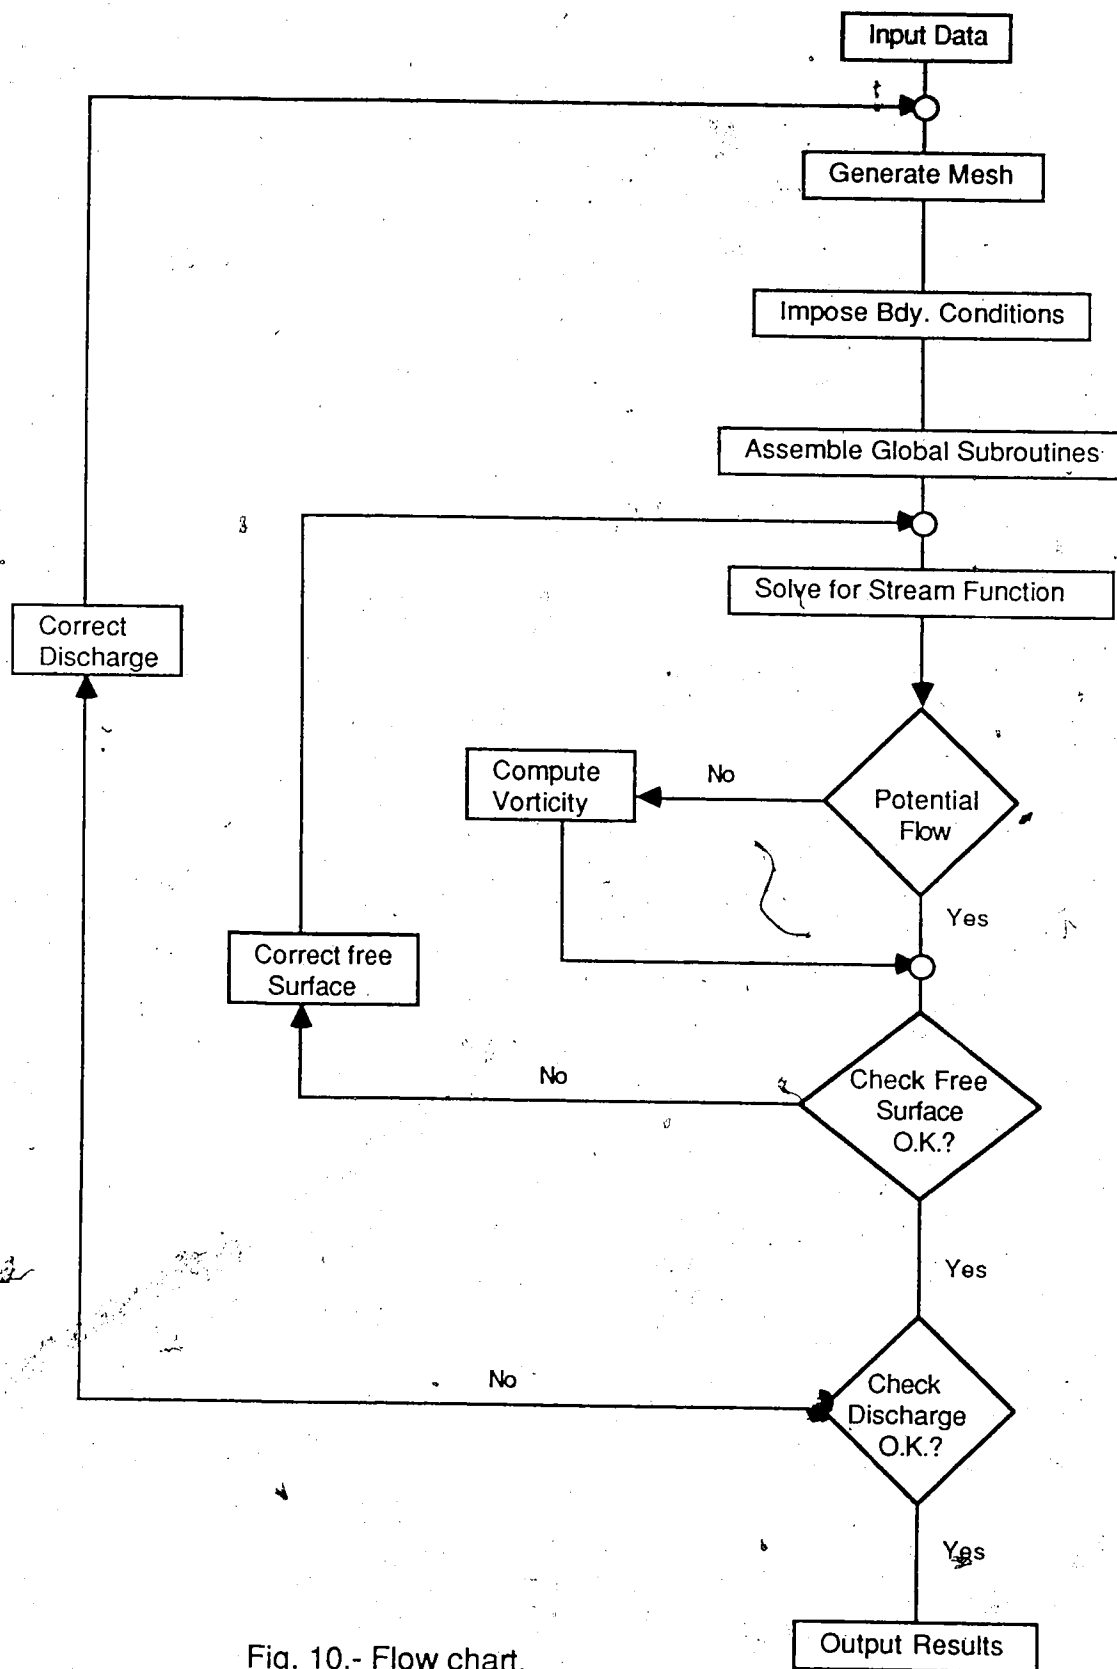 Input Data
Generate Mesh
Impose Bdy. Conditions
Assemble Global Subroutines
Solve for Stream Function
Correct
Discharge
Compute
Vorticity
No
Potential
Flow
Yes
Correct free
Surface
No
Check Free
Surface
O.K.?
Yes
No
Check
Discharge
O.K.?
Yes
Output Results
Fig. 10.- Flow chart.